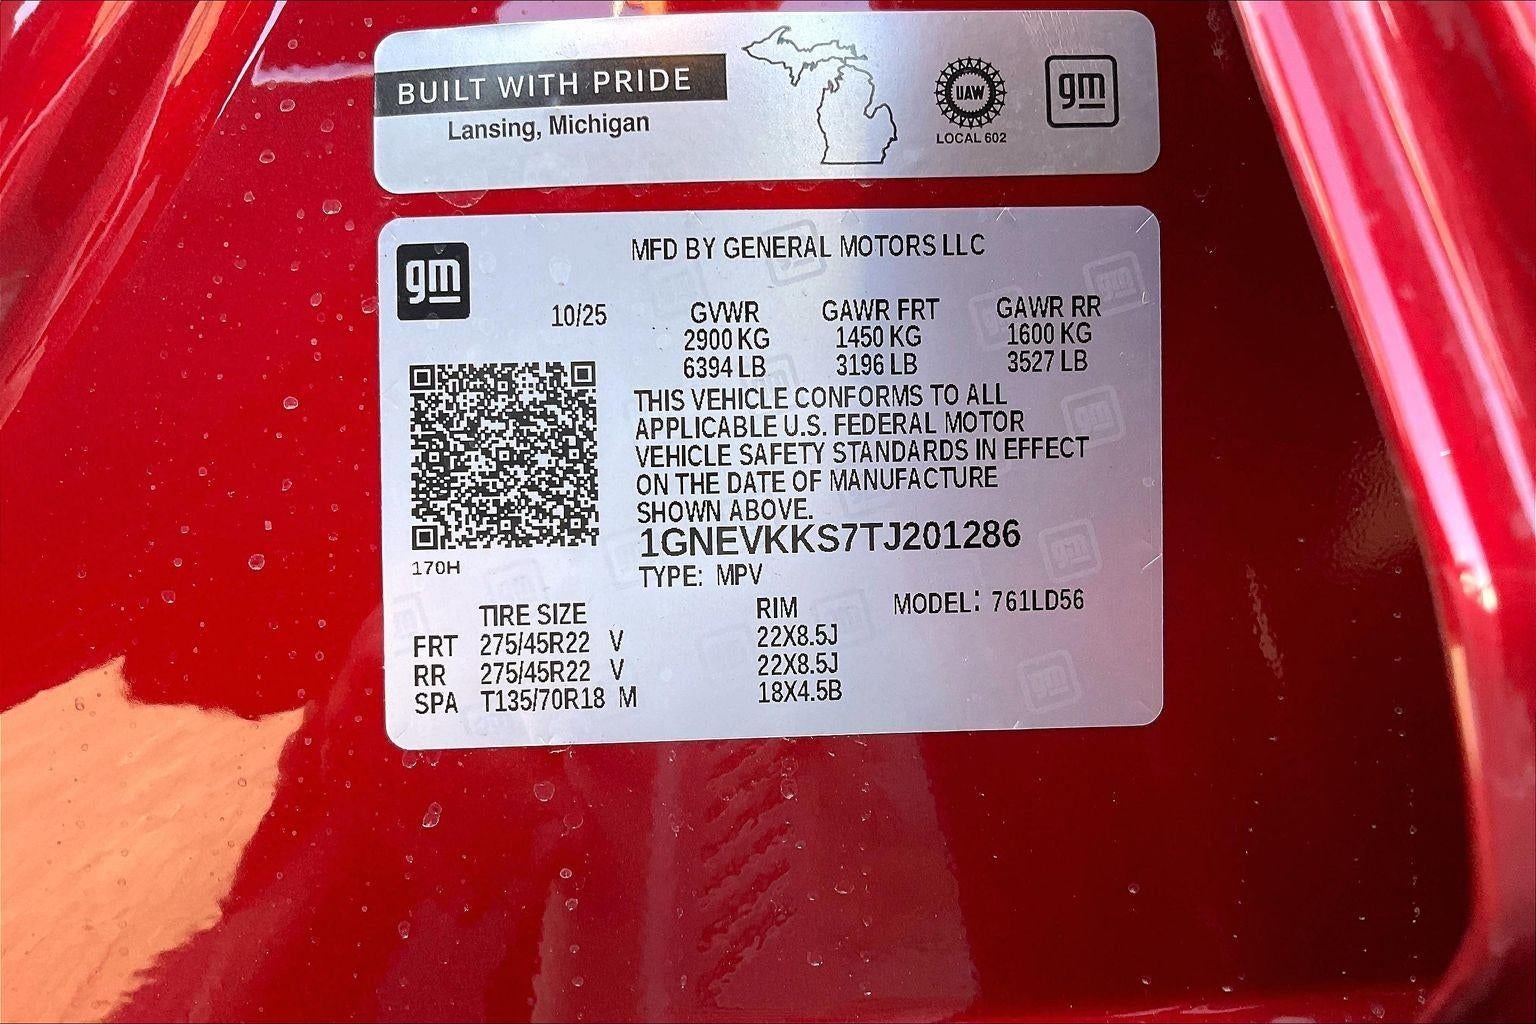 BUILT WITH PRIDE
Lansing, Michigan
UAW
LOCAL 602
gm
gm
MFD BY GENERAL MOTORS LLC
10/25
GVWR GAWR FRT GAWR RR
2900 KG 1450 KG 1600 KG
6394 LB 3196 LB 3527 LB
THIS VEHICLE CONFORMS TO ALL
APPLICABLE U.S. FEDERAL MOTOR
VEHICLE SAFETY STANDARDS IN EFFECT
ON THE DATE OF MANUFACTURE
SHOWN ABOVE.
1GNEVKKS7TJ201286
170H
TYPE: MPV
TIRE SIZE RIM MODEL: 761LD56
FRT 275/45R22 V 22X8.5J
RR 275/45R22 V 22X8.5J
SPA T135/70R18 M 18X4.5B